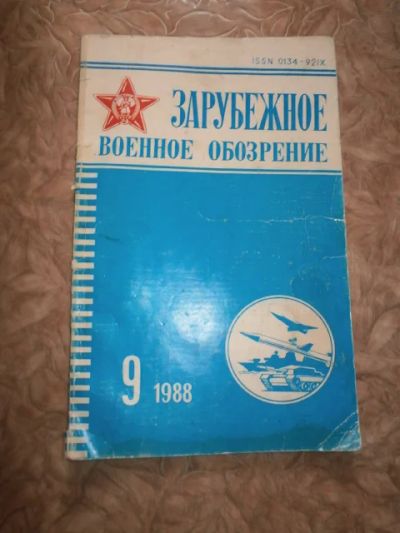 ISSN 0134-921X
ЗАРУБЕЖНОЕ
ВОЕННОЕ ОБОЗРЕНИЕ
9 1988